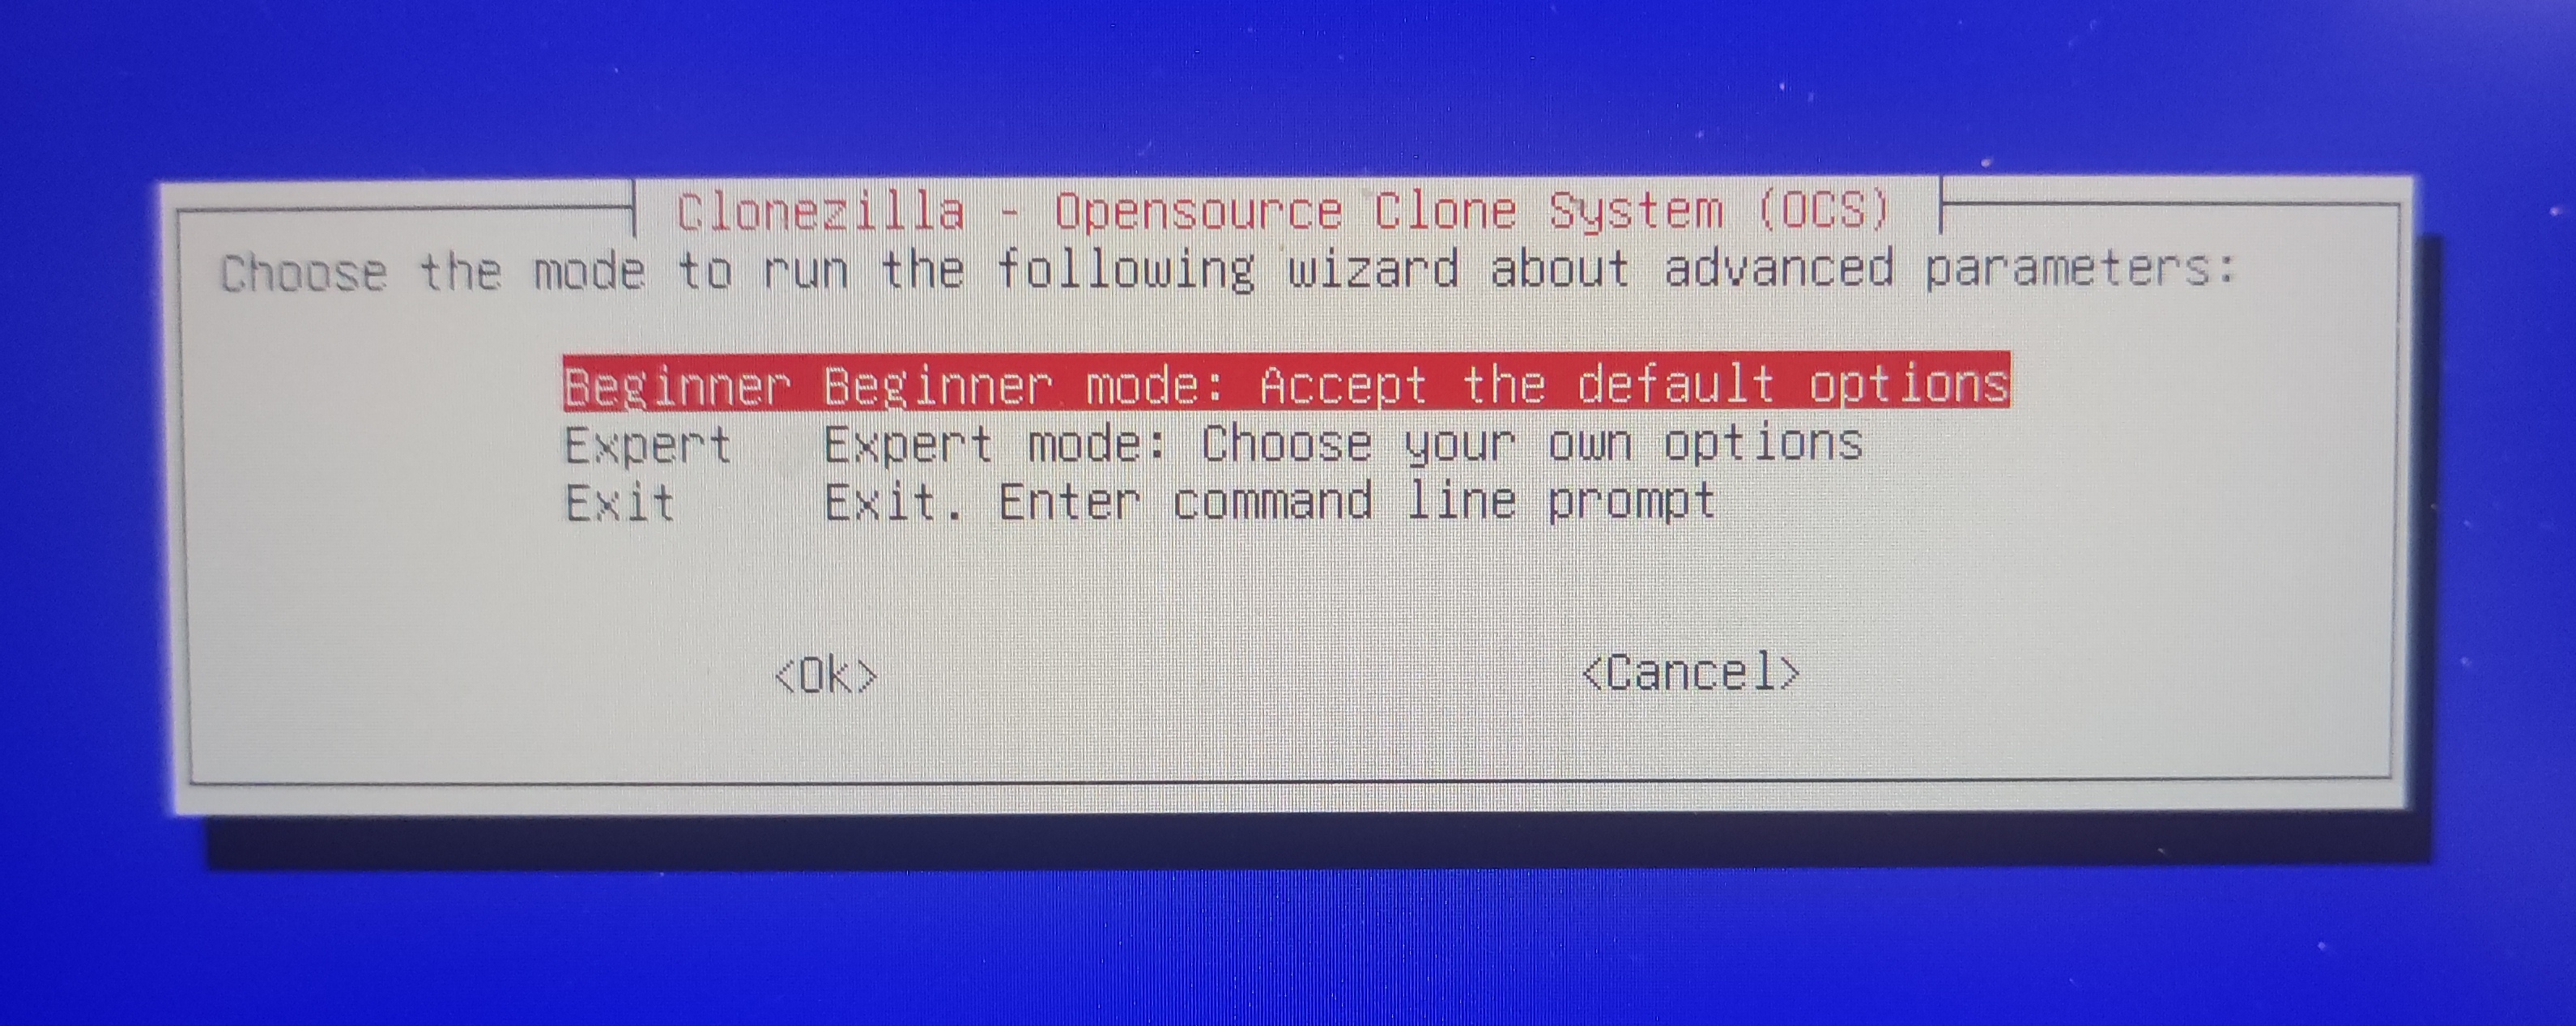 Clonezilla - Opensource Clone System (OCS)
Choose the mode to run the following wizard about advanced parameters:
Beginner Beginner mode: Accept the default options
Expert Expert mode: Choose your own options
Exit Exit. Enter command line prompt
<Ok> <Cancel>